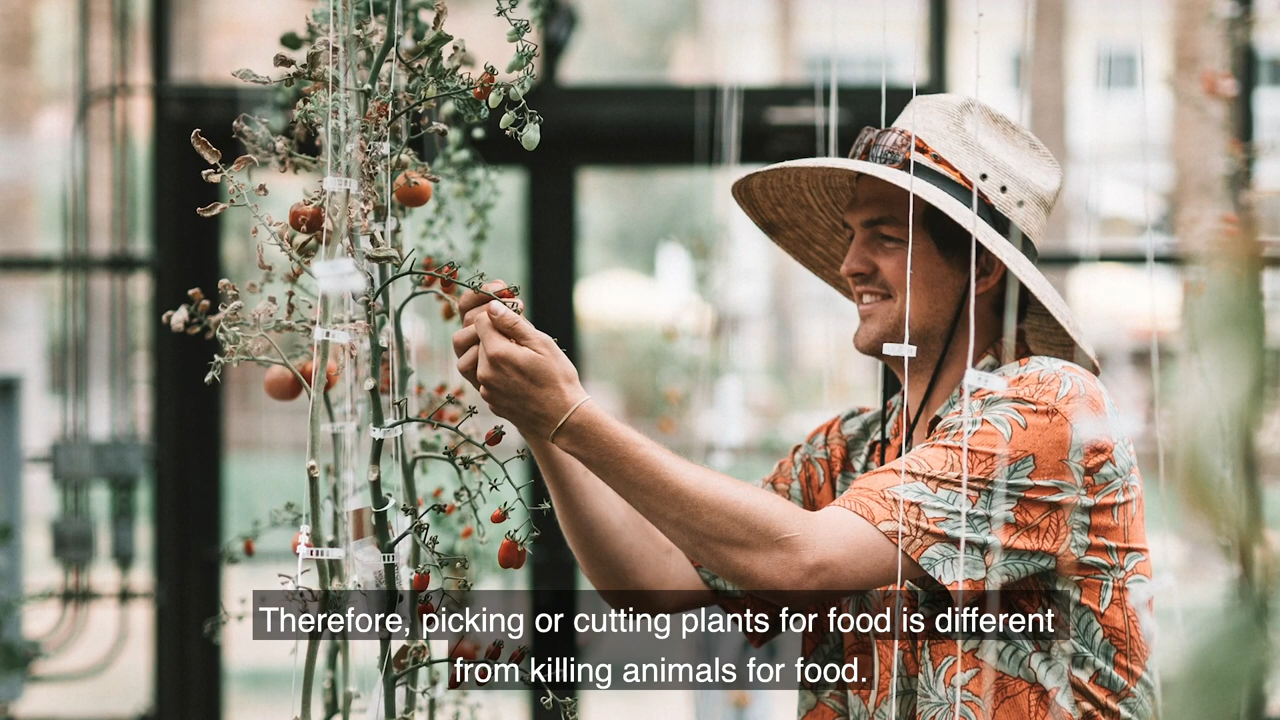 Therefore, picking or cutting plants for food is different
from killing animals for food.